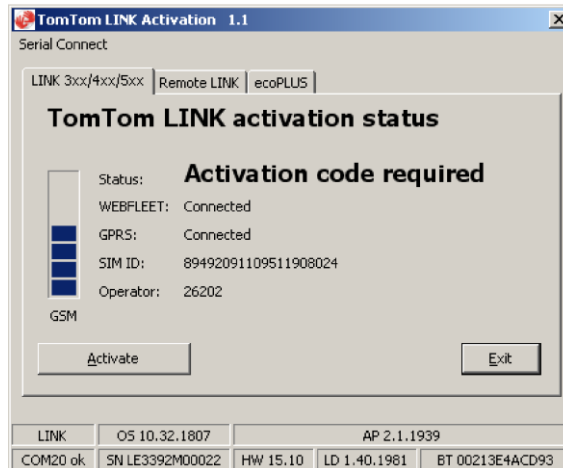 TomTom LINK Activation 1.1
Serial Connect
LINK 3xx/4xx/5xx Remote LINK ecoPLUS
TomTom LINK activation status
Status: Activation code required
WEBFLEET: Connected
GPRS: Connected
SIM ID: 89492091109511908024
Operator: 26202
GSM
Activate Exit
LINK OS 10.32.1807 AP 2.1.1939
COM20 ok SN LE3392M00022 HW 15.10 LD 1.40.1981 BT 00213E4ACD93